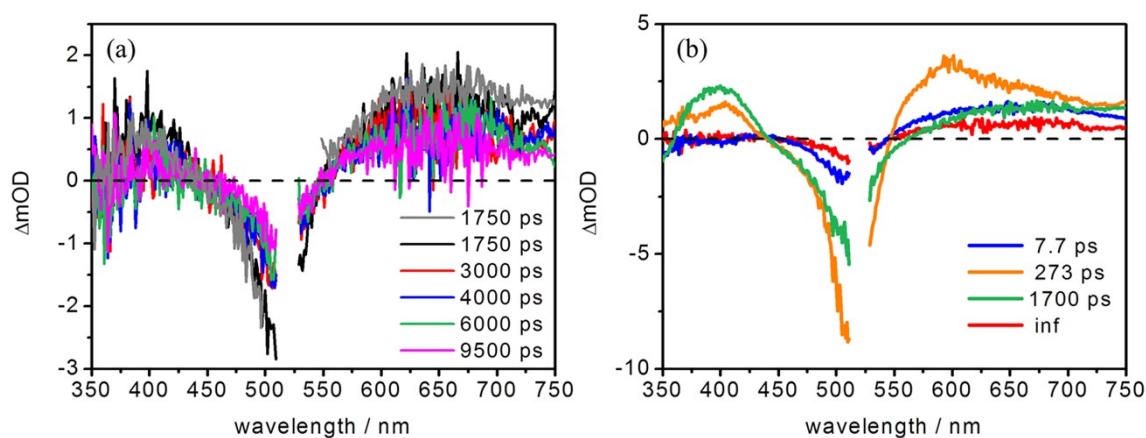 (a)
ΔmOD
2
1
0
-1
-2
-3
1750 ps
1750 ps
3000 ps
4000 ps
6000 ps
9500 ps
350 400 450 500 550 600 650 700 750
wavelength / nm
(b)
ΔmOD
5
0
-5
-10
7.7 ps
273 ps
1700 ps
inf
350 400 450 500 550 600 650 700 750
wavelength / nm